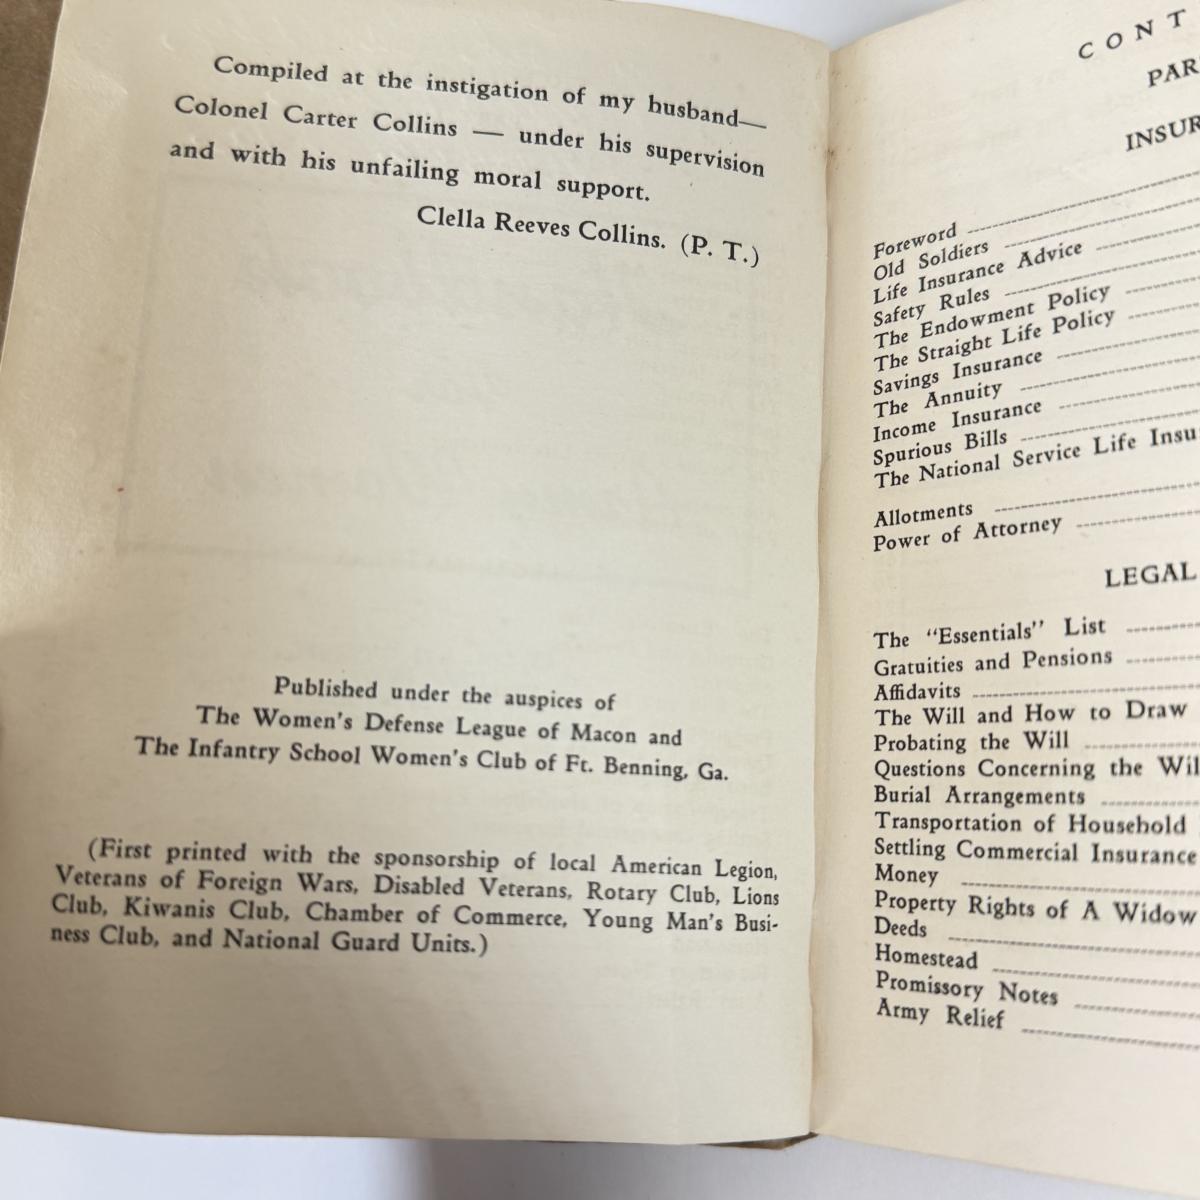 Compiled at the instigation of my husband—
Colonel Carter Collins — under his supervision
and with his unfailing moral support.
Clella Reeves Collins. (P. T.)
Published under the auspices of
The Women's Defense League of Macon and
The Infantry School Women's Club of Ft. Benning, Ga.
(First printed with the sponsorship of local American Legion,
Veterans of Foreign Wars, Disabled Veterans, Rotary Club, Lions
Club, Kiwanis Club, Chamber of Commerce, Young Man's Busi-
ness Club, and National Guard Units.)
CONT
PAR
INSUR
Foreword
Old Soldiers
Life Insurance Advice
Safety Rules
The Endowment Policy
The Straight Life Policy
Savings Insurance
The Annuity
Income Insurance
Spurious Bills
The National Service Life Insu
Allotments
Power of Attorney
LEGAL
The "Essentials" List
Gratuities and Pensions
Affidavits
The Will and How to Draw
Probating the Will
Questions Concerning the Wil
Burial Arrangements
Transportation of Household
Settling Commercial Insurance
Money
Property Rights of A Widow
Deeds
Homestead
Promissory Notes
Army Relief